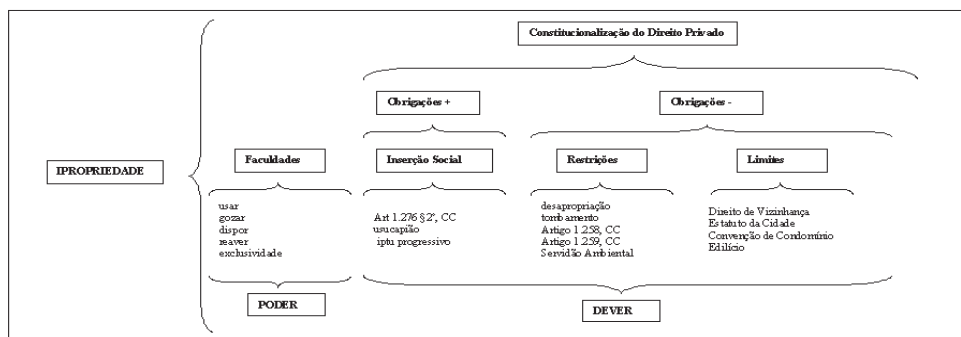 Constitucionalização do Direito Privado
Obrigações +
Obrigações -
IPROPRIEDADE
Faculdades
Inserção Social
Restrições
Limites
usar
gozar
dispor
reaver
exclusividade
Art 1.276 §2º, CC
usucapião
iptu progressivo
desapropriação
tombamento
Artigo 1.258, CC
Artigo 1.259, CC
Servidão Ambiental
Direito de Vizinhança
Estatuto da Cidade
Convenção de Condomínio
Edilício
PODER
DEVER